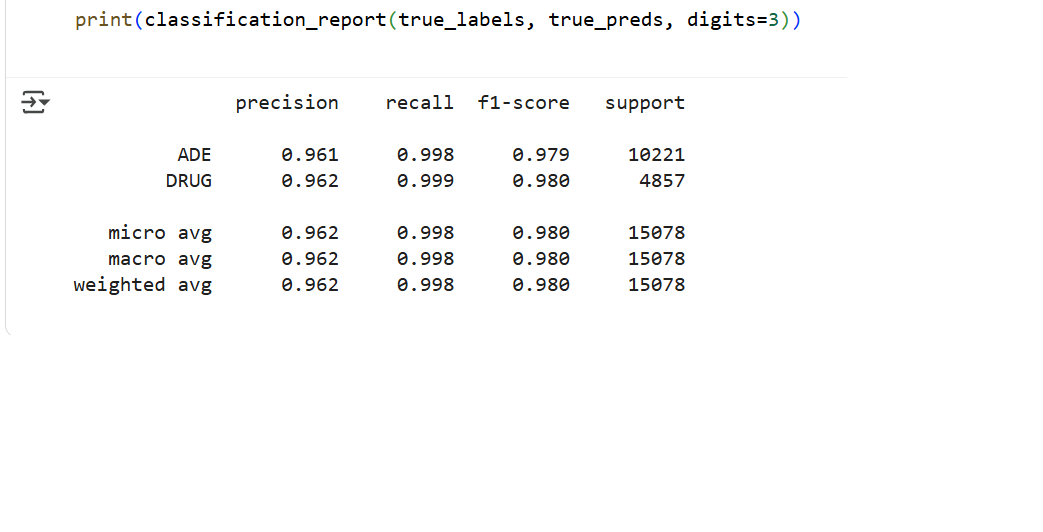 print(classification_report(true_labels, true_preds, digits=3))
precision recall f1-score support
ADE 0.961 0.998 0.979 10221
DRUG 0.962 0.999 0.980 4857
micro avg 0.962 0.998 0.980 15078
macro avg 0.962 0.998 0.980 15078
weighted avg 0.962 0.998 0.980 15078